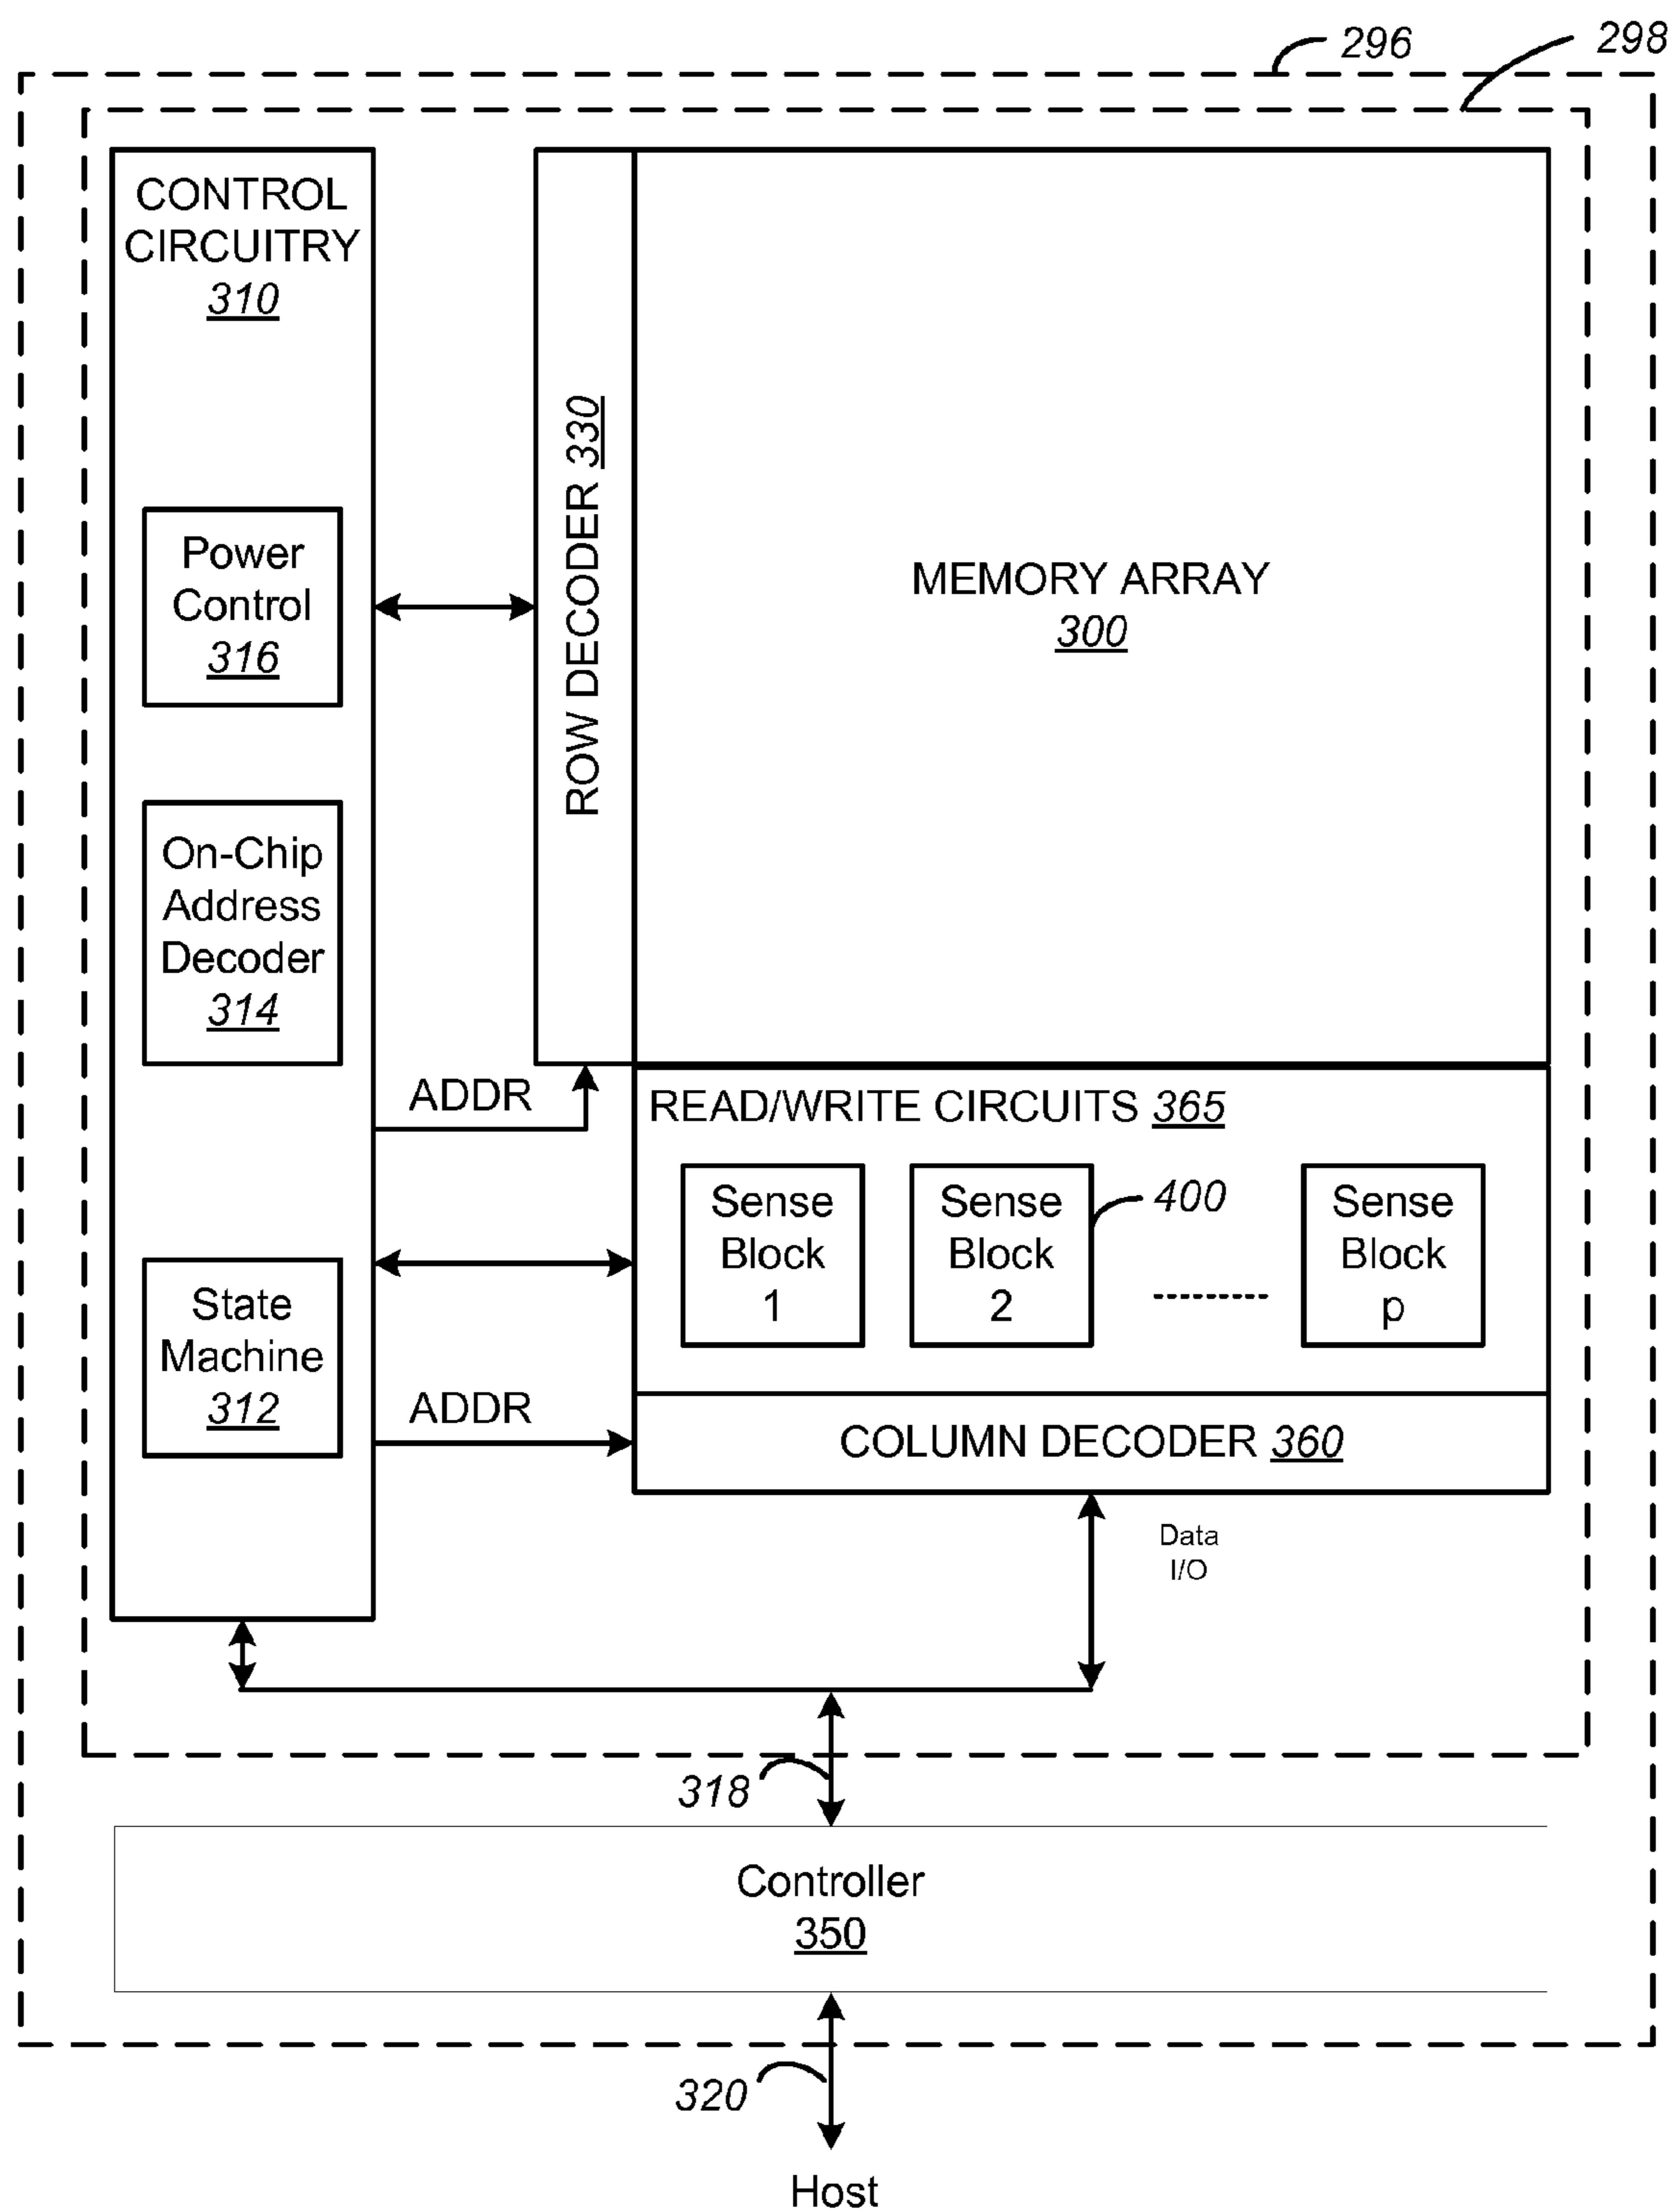 296
298
CONTROL
CIRCUITRY
310
Power
Control
316
On-Chip
Address
Decoder
314
State
Machine
312
ROW DECODER 330
MEMORY ARRAY
300
ADDR
READ/WRITE CIRCUITS 365
Sense
Block
1
Sense
Block
2
400
Sense
Block
p
ADDR
COLUMN DECODER 360
Data
I/O
318
Controller
350
320
Host